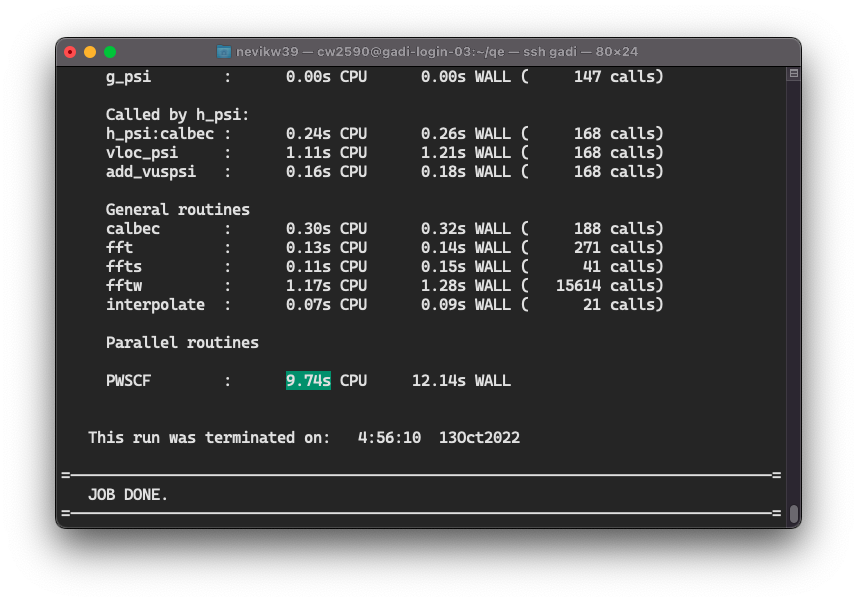 nevikw39 — cw2590@gadi-login-03:~/qe — ssh gadi — 80×24
g_psi        :      0.00s CPU      0.00s WALL (     147 calls)
Called by h_psi:
h_psi:calbec :      0.24s CPU      0.26s WALL (     168 calls)
vloc_psi     :      1.11s CPU      1.21s WALL (     168 calls)
add_vuspsi   :      0.16s CPU      0.18s WALL (     168 calls)
General routines
calbec       :      0.30s CPU      0.32s WALL (     188 calls)
fft          :      0.13s CPU      0.14s WALL (     271 calls)
ffts         :      0.11s CPU      0.15s WALL (      41 calls)
fftw         :      1.17s CPU      1.28s WALL (   15614 calls)
interpolate  :      0.07s CPU      0.09s WALL (      21 calls)
Parallel routines
PWSCF        :      9.74s CPU     12.14s WALL
This run was terminated on:   4:56:10  13Oct2022
=------------------------------------------------------------------------------=
JOB DONE.
=------------------------------------------------------------------------------=